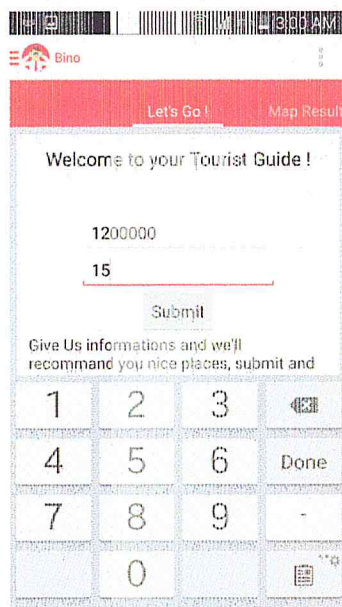 3:00 AM
Bino
Let's Go !
Map Result
Welcome to your Tourist Guide !
1200000
15
Submit
Give Us informations and we'll
recommand you nice places, submit and
1 2 3
4 5 6 Done
7 8 9 -
0